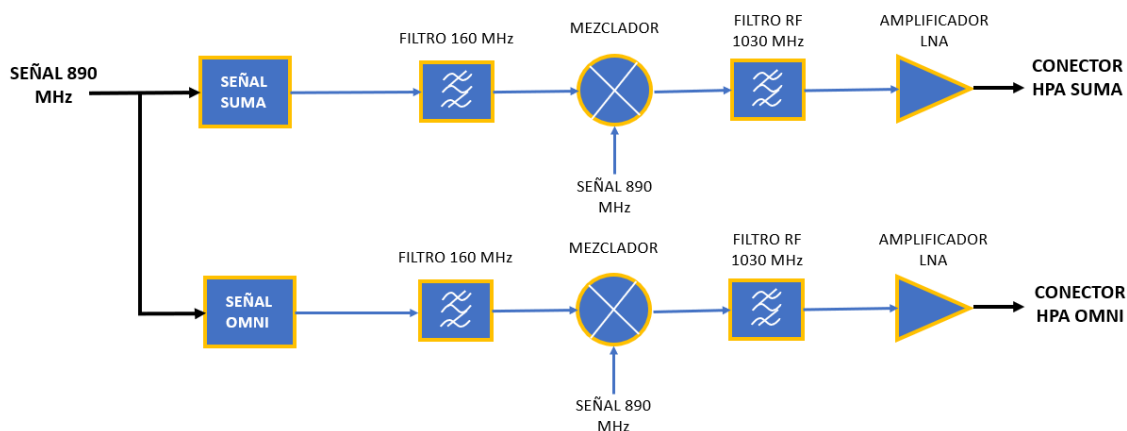 SEÑAL 890
MHz
SEÑAL
SUMA
FILTRO 160 MHz
MEZCLADOR
SEÑAL 890
MHz
FILTRO RF
1030 MHz
AMPLIFICADOR
LNA
CONECTOR
HPA SUMA
SEÑAL
OMNI
FILTRO 160 MHz
MEZCLADOR
SEÑAL 890
MHz
FILTRO RF
1030 MHz
AMPLIFICADOR
LNA
CONECTOR
HPA OMNI